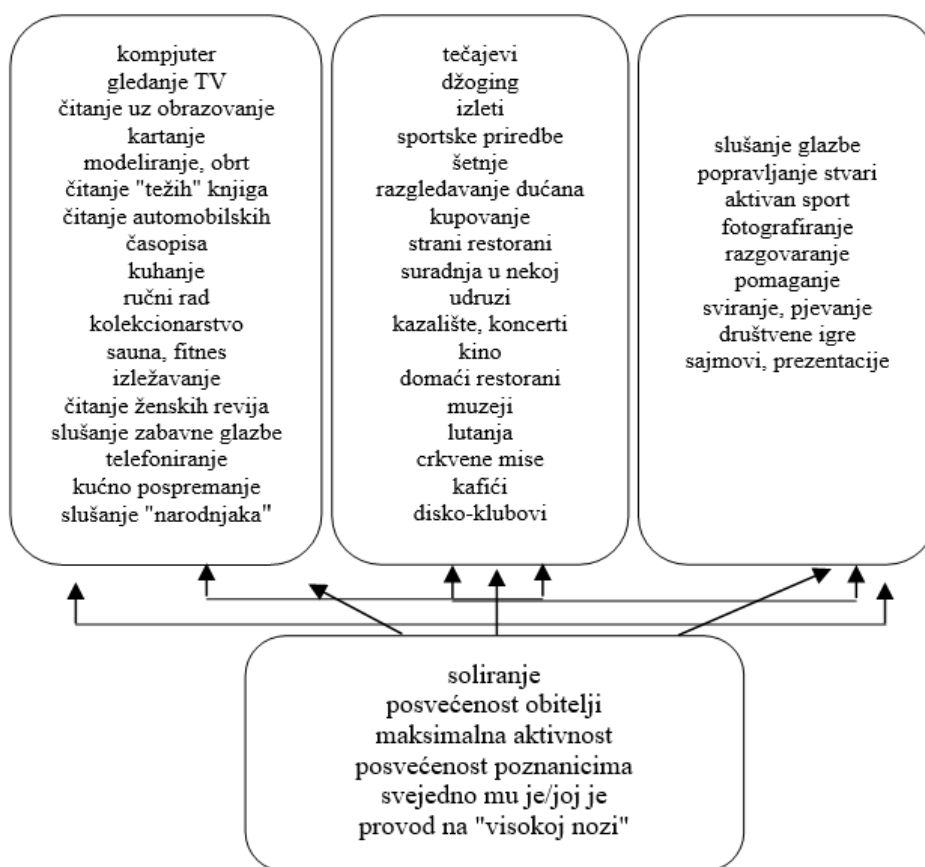 kompjuter
gledanje TV
čitanje uz obrazovanje
kartanje
modeliranje, obrt
čitanje "težih" knjiga
čitanje automobilskih
časopisa
kuhanje
ručni rad
kolekcionarstvo
sauna, fitnes
izležavanje
čitanje ženskih revija
slušanje zabavne glazbe
telefoniranje
kućno pospremanje
slušanje "narodnjaka"
tečajevi
džoging
izleti
sportske priredbe
šetnje
razgledavanje dućana
kupovanje
strani restorani
suradnja u nekoj
udruzi
kazalište, koncerti
kino
domaći restorani
muzeji
lutanja
crkvene mise
kafići
disko-klubovi
slušanje glazbe
popravljanje stvari
aktivan sport
fotografiranje
razgovaranje
pomaganje
sviranje, pjevanje
društvene igre
sajmovi, prezentacije
soliranje
posvećenost obitelji
maksimalna aktivnost
posvećenost poznanicima
svejedno mu je/joj je
provod na "visokoj nozi"